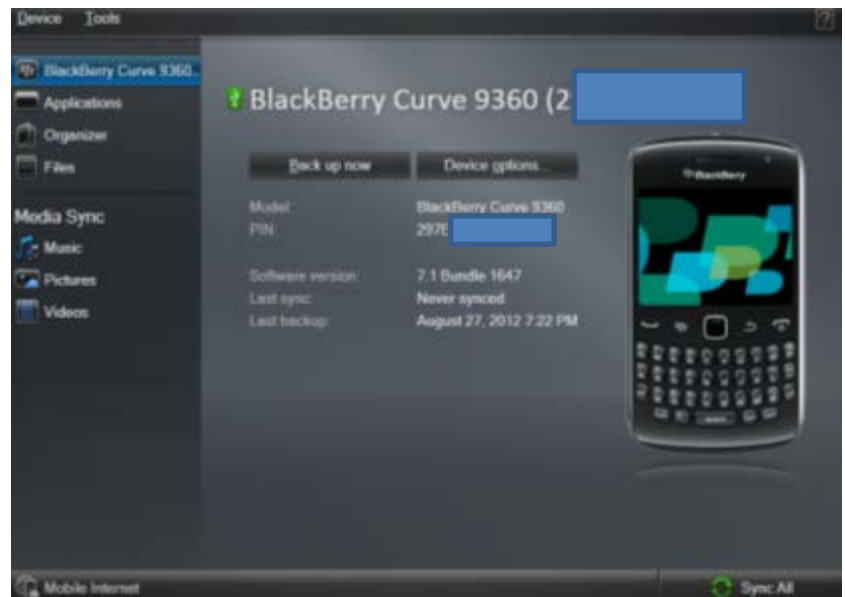 Device Tools
?
BlackBerry Curve 9360..
Applications
Organizer
Files
Media Sync
Music
Pictures
Videos
BlackBerry Curve 9360 (2
Back up now Device options...
Model: BlackBerry Curve 9360
PIN: 297E
Software version: 7.1 Bundle 1647
Last sync: Never synced
Last backup: August 27, 2012 7:22 PM
BlackBerry
Mobile Internet
Sync All